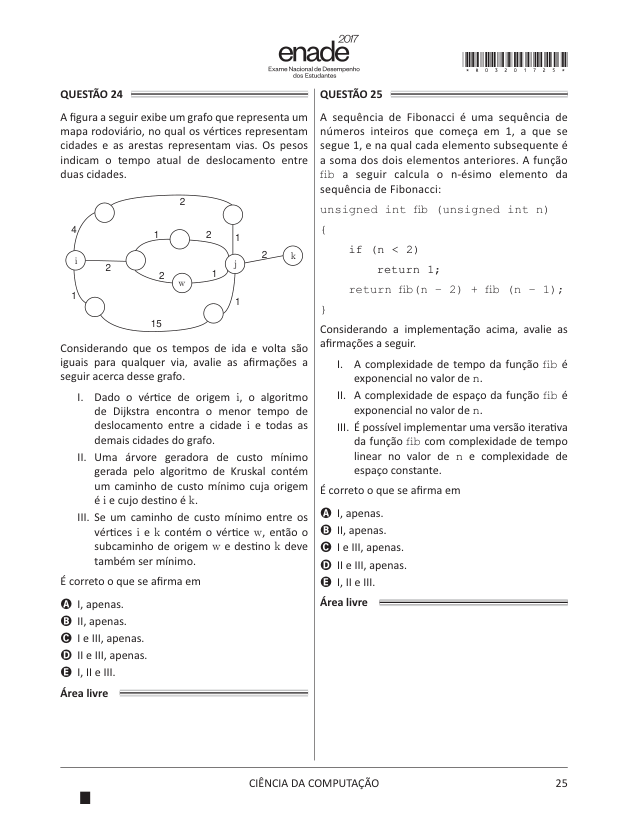 2017
enade
Exame Nacional de Desempenho
dos Estudantes
*R0320172 5*
QUESTÃO 24
A figura a seguir exibe um grafo que representa um
mapa rodoviário, no qual os vértices representam
cidades e as arestas representam vias. Os pesos
indicam o tempo atual de deslocamento entre
duas cidades.
2
4
1
2
1
i
2
j
2
k
2
w
1
1
1
15
Considerando que os tempos de ida e volta são
iguais para qualquer via, avalie as afirmações a
seguir acerca desse grafo.
I. Dado o vértice de origem i, o algoritmo
de Dijkstra encontra o menor tempo de
deslocamento entre a cidade i e todas as
demais cidades do grafo.
II. Uma árvore geradora de custo mínimo
gerada pelo algoritmo de Kruskal contém
um caminho de custo mínimo cuja origem
é i e cujo destino é k.
III. Se um caminho de custo mínimo entre os
vértices i e k contém o vértice w, então o
subcaminho de origem w e destino k deve
também ser mínimo.
É correto o que se afirma em
A I, apenas.
B II, apenas.
C I e III, apenas.
D II e III, apenas.
E I, II e III.
Área livre
QUESTÃO 25
A sequência de Fibonacci é uma sequência de
números inteiros que começa em 1, a que se
segue 1, e na qual cada elemento subsequente é
a soma dos dois elementos anteriores. A função
fib a seguir calcula o n-ésimo elemento da
sequência de Fibonacci:
unsigned int fib (unsigned int n)
{
if (n < 2)
return 1;
return fib(n - 2) + fib (n - 1);
}
Considerando a implementação acima, avalie as
afirmações a seguir.
I. A complexidade de tempo da função fib é
exponencial no valor de n.
II. A complexidade de espaço da função fib é
exponencial no valor de n.
III. É possível implementar uma versão iterativa
da função fib com complexidade de tempo
linear no valor de n e complexidade de
espaço constante.
É correto o que se afirma em
A I, apenas.
B II, apenas.
C I e III, apenas.
D II e III, apenas.
E I, II e III.
Área livre
CIÊNCIA DA COMPUTAÇÃO
25